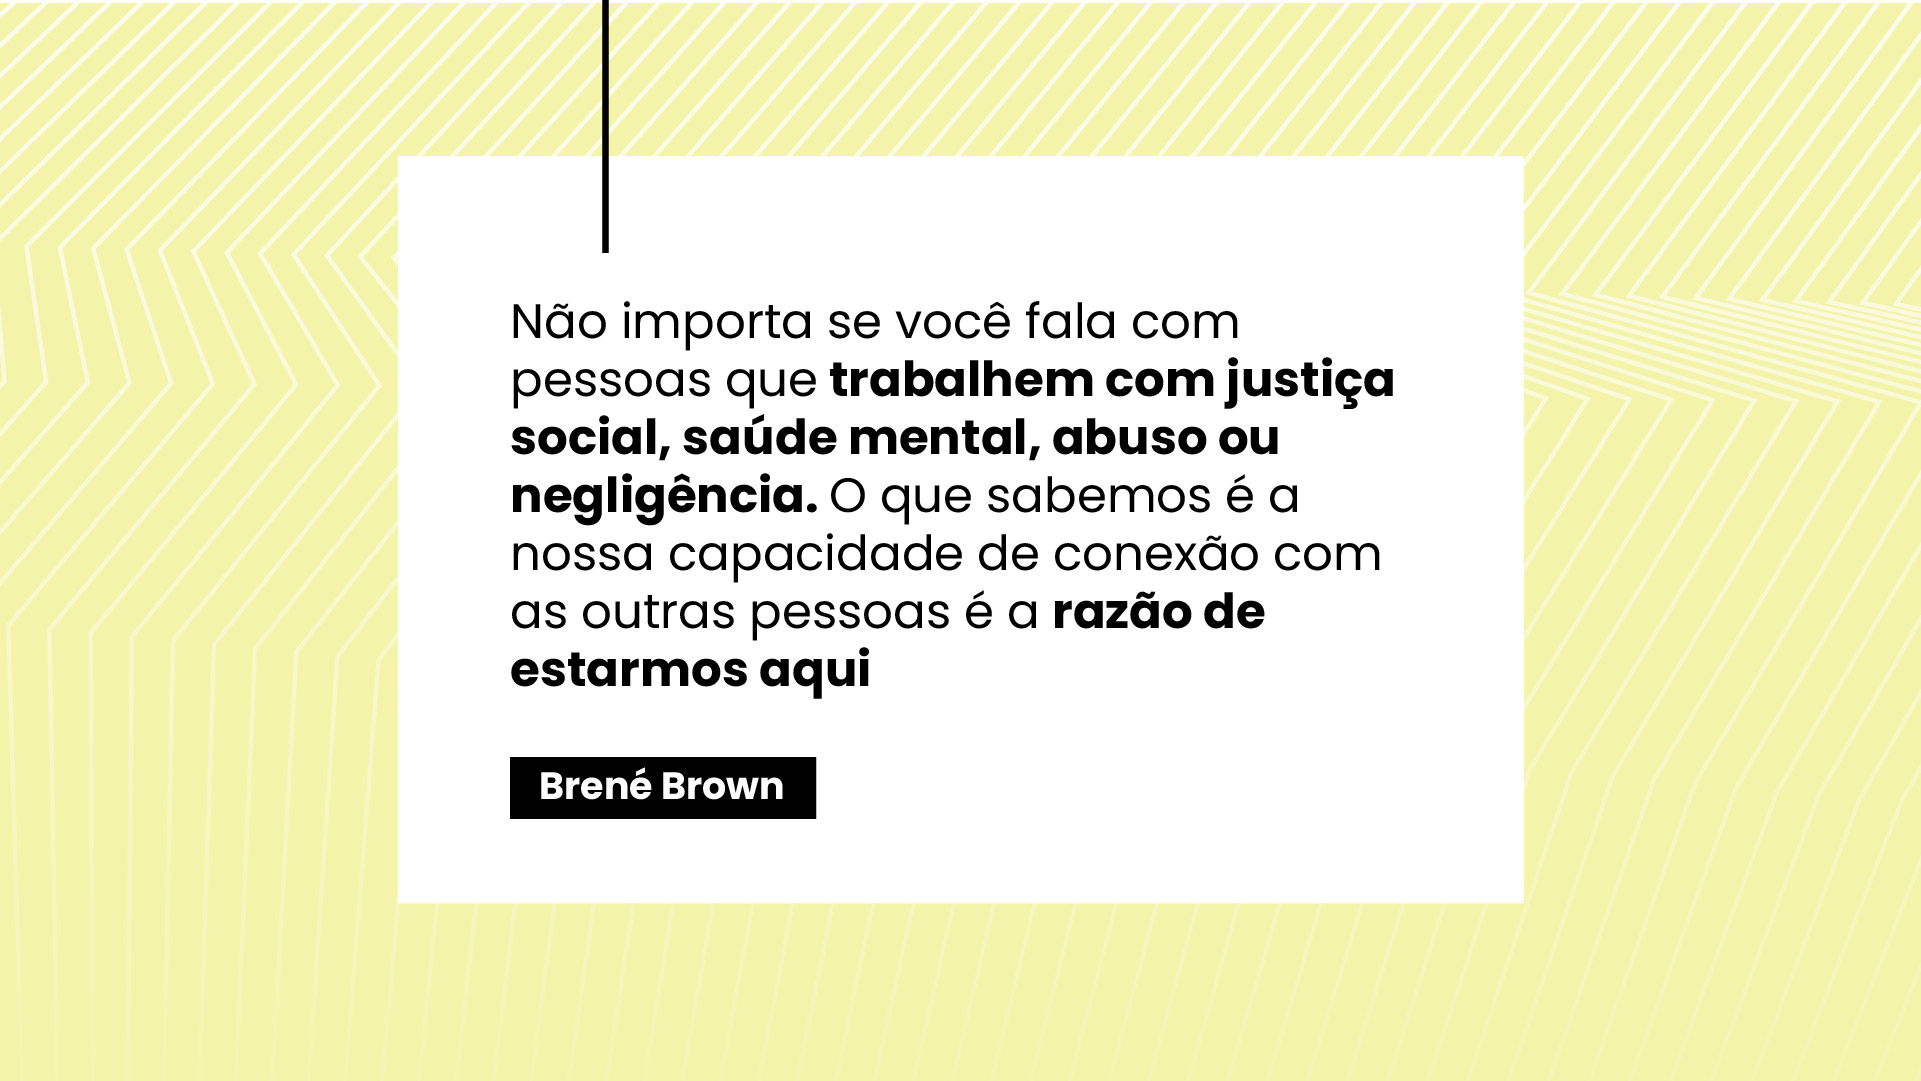 Não importa se você fala com
pessoas que trabalhem com justiça
social, saúde mental, abuso ou
negligência. O que sabemos é a
nossa capacidade de conexão com
as outras pessoas é a razão de
estarmos aqui
Brené Brown